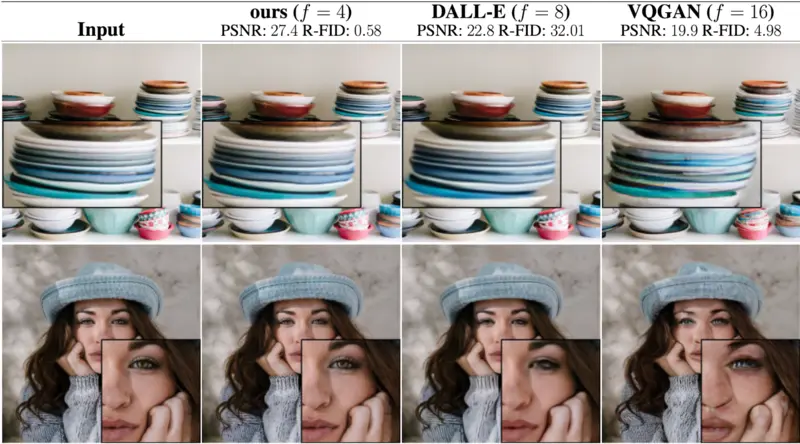 Input
ours (f = 4)
PSNR: 27.4 R-FID: 0.58
DALL-E (f = 8)
PSNR: 22.8 R-FID: 32.01
VQGAN (f = 16)
PSNR: 19.9 R-FID: 4.98